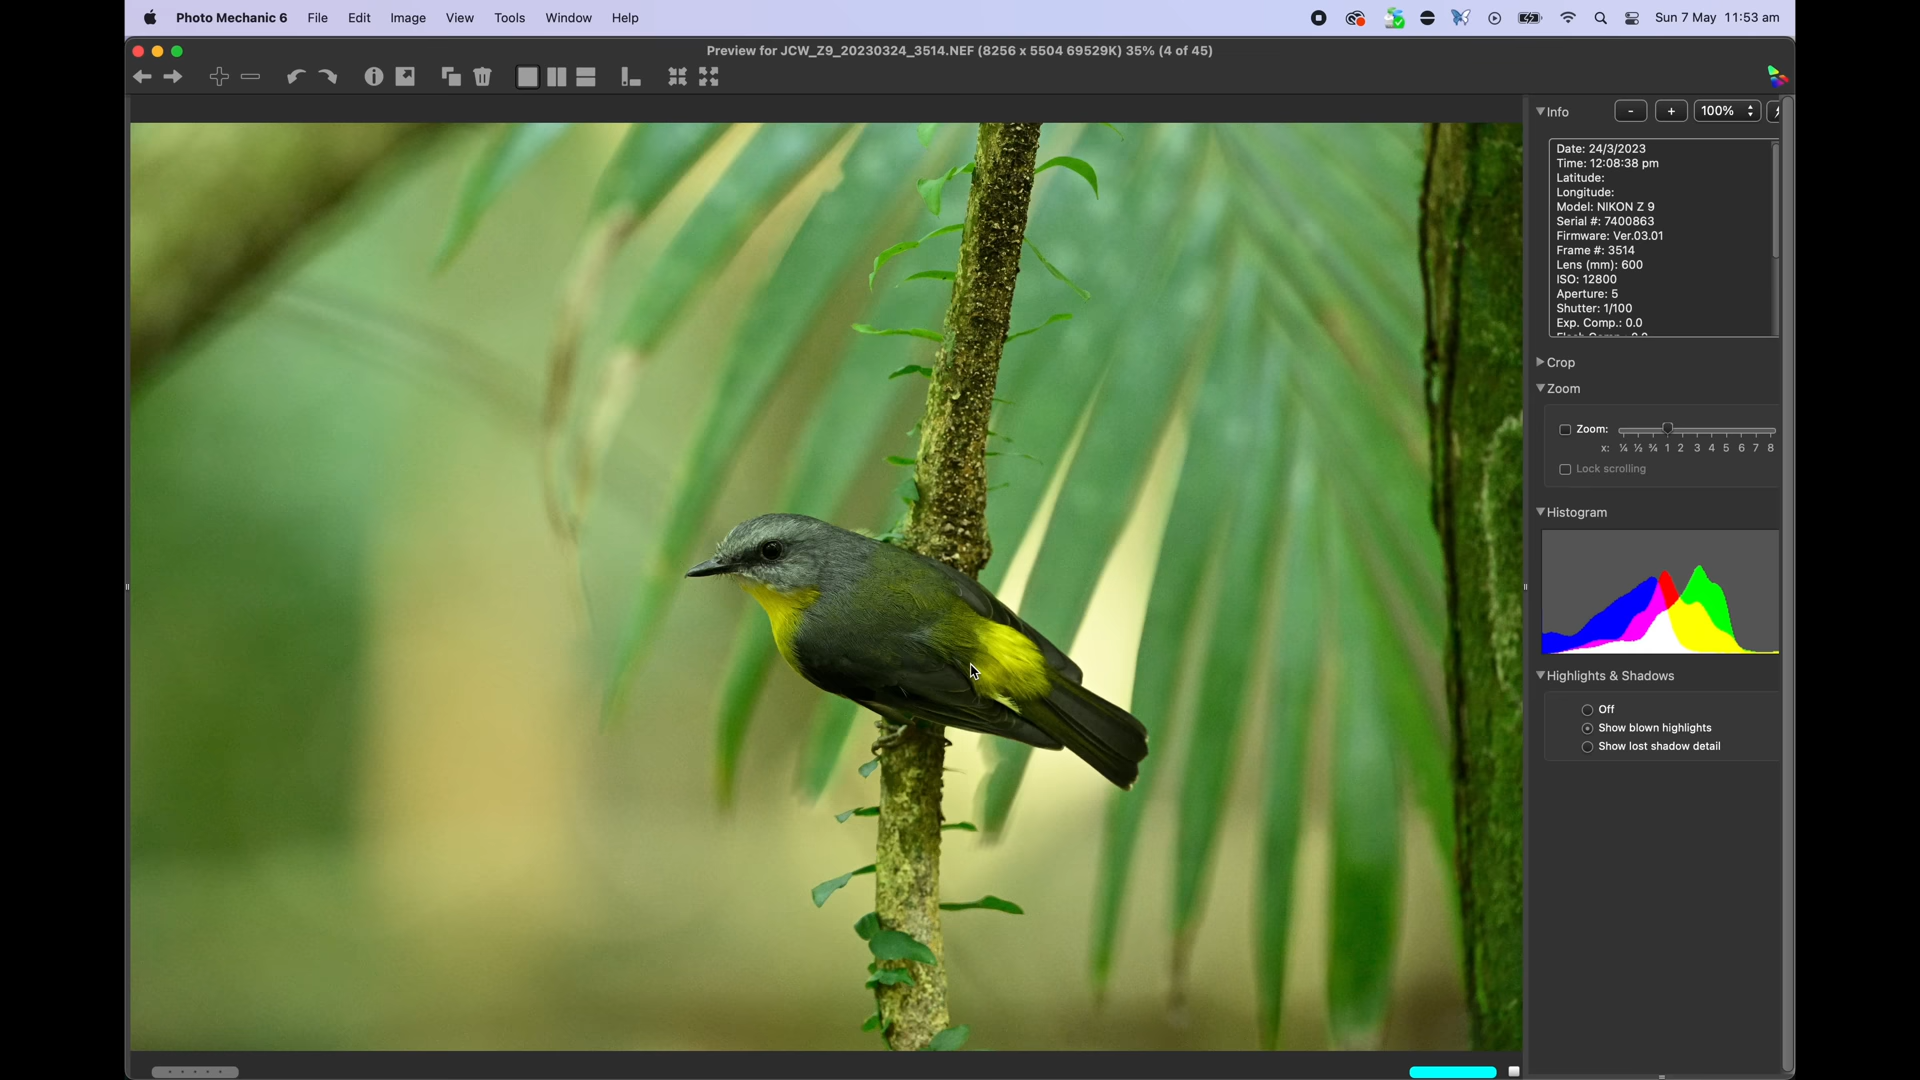 Photo Mechanic 6 File Edit Image View Tools Window Help Sun 7 May 11:53 am
Preview for JCW_Z9_20230324_3514.NEF (8256 x 5504 69529K) 35% (4 of 45)
Info - + 100%
Date: 24/3/2023
Time: 12:08:38 pm
Latitude:
Longitude:
Model: NIKON Z 9
Serial #: 7400863
Firmware: Ver.03.01
Frame #: 3514
Lens (mm): 600
ISO: 12800
Aperture: 5
Shutter: 1/100
Exp. Comp.: 0.0
Crop
Zoom
Zoom:
x: ¼ ½ ¾ 1 2 3 4 5 6 7 8
Lock scrolling
Histogram
Highlights & Shadows
Off
Show blown highlights
Show lost shadow detail